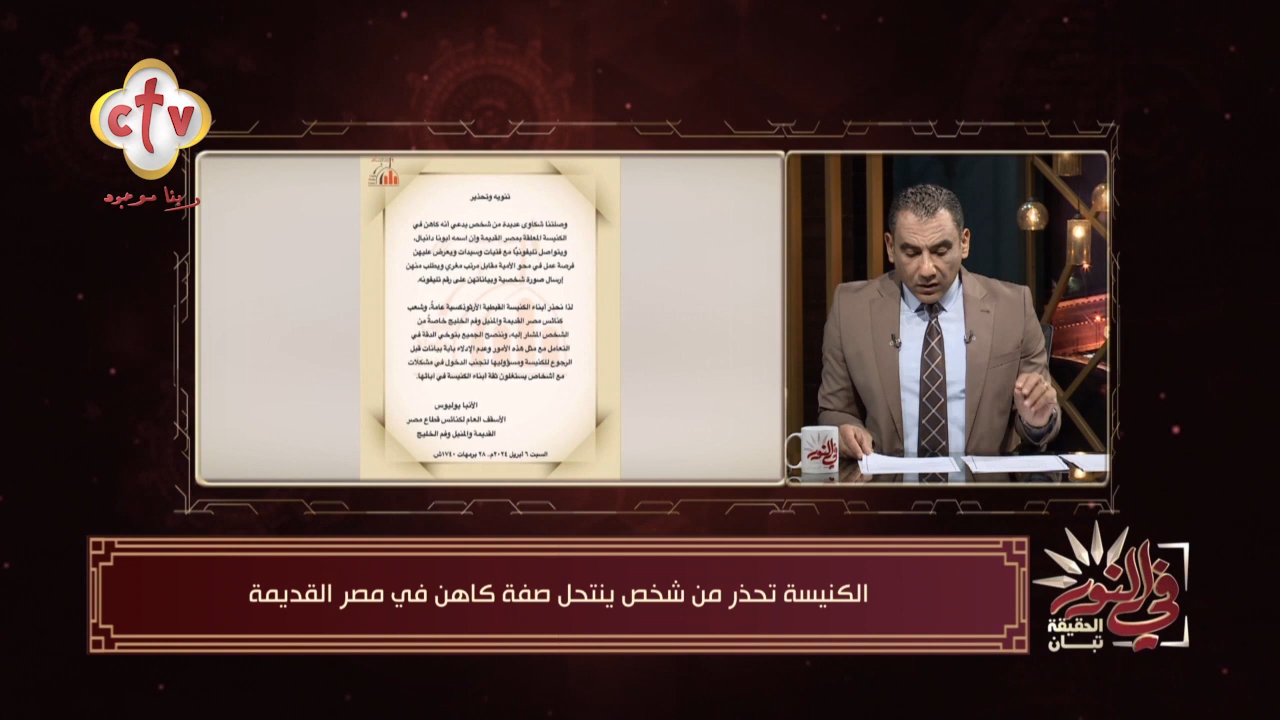 ctv
ربنا موجود
تنويه وتحذير
وصلتنا شكاوى عديدة من شخص يدعي أنه كاهن في
الكنيسة المعلقة بمصر القديمة وإن اسمه أبونا دانيال،
ويتواصل تليفونيًا مع فتيات وسيدات ويعرض عليهن
فرصة عمل في محو الأمية مقابل مرتب مغري ويطلب منهن
إرسال صورة شخصية وبياناتهن على رقم تليفونه.
لذا نحذر أبناء الكنيسة القبطية الأرثوذكسية عامةً، وشعب
كنائس مصر القديمة والمنيل وفم الخليج خاصةً من
الشخص المشار إليه، وننصح الجميع بتوخي الدقة في
التعامل مع مثل هذه الأمور وعدم الإدلاء بأية بيانات قبل
الرجوع للكنيسة ومسؤوليها لتجنب الدخول في مشكلات
مع أشخاص يستغلون ثقة أبناء الكنيسة في آبائها.
الأنبا يوليوس
الأسقف العام لكنائس قطاع مصر
القديمة والمنيل وفم الخليج
السبت ٦ أبريل ٢٠٢٤م.. ٢٨ برمهات ١٧٤٠ش
في النور
الكنيسة تحذر من شخص ينتحل صفة كاهن في مصر القديمة
في النور
الحقيقة
تبان